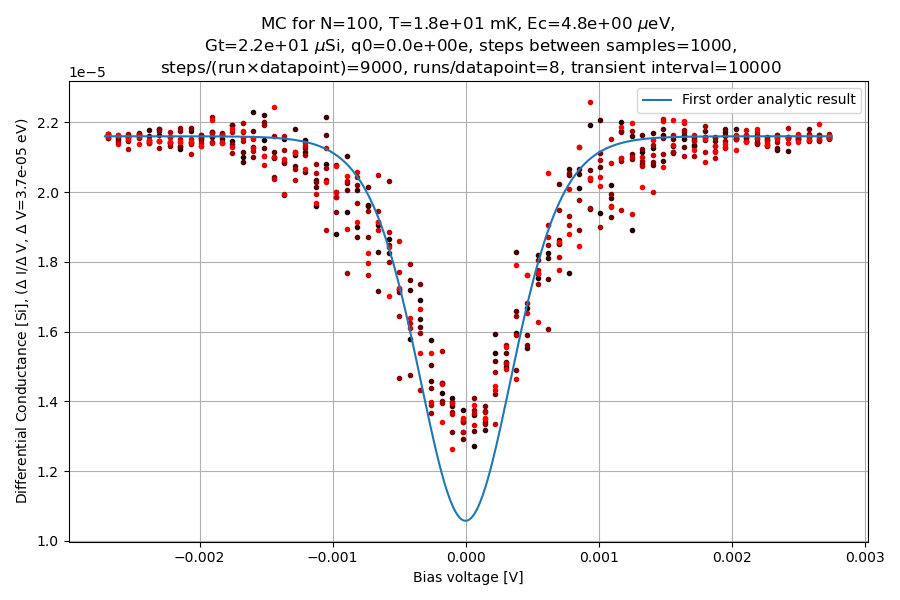 MC for N=100, T=1.8e+01 mK, Ec=4.8e+00 μeV,
Gt=2.2e+01 μSi, q0=0.0e+00e, steps between samples=1000,
steps/(run×datapoint)=9000, runs/datapoint=8, transient interval=10000
1e−5
First order analytic result
2.2
2.0
1.8
1.6
1.4
1.2
1.0
Differential Conductance [Si], (Δ I/Δ V, Δ V=3.7e-05 eV)
−0.002
−0.001
0.000
0.001
0.002
0.003
Bias voltage [V]